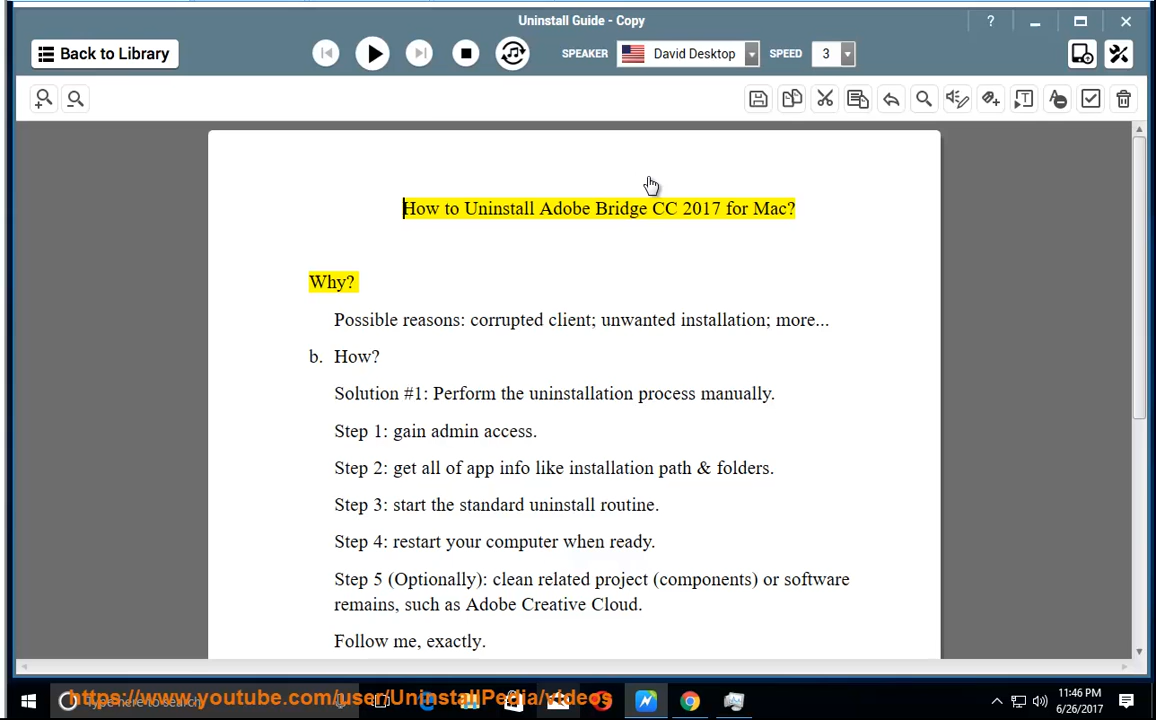 Uninstall Guide - Copy
?
Back to Library
SPEAKER
David Desktop
SPEED
3
How to Uninstall Adobe Bridge CC 2017 for Mac?
Why?
Possible reasons: corrupted client; unwanted installation; more...
b. How?
Solution #1: Perform the uninstallation process manually.
Step 1: gain admin access.
Step 2: get all of app info like installation path & folders.
Step 3: start the standard uninstall routine.
Step 4: restart your computer when ready.
Step 5 (Optionally): clean related project (components) or software
remains, such as Adobe Creative Cloud.
Follow me, exactly.
https://www.youtube.com/user/UninstallPedia/videos
Type here to search
11:46 PM
6/26/2017